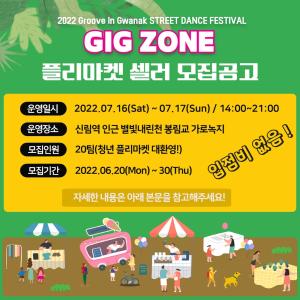 2022 Groove In Gwanak STREET DANCE FESTIVAL
GIG ZONE
플리마켓 셀러 모집공고
운영일시 2022.07.16(Sat) ~ 07.17(Sun) / 14:00~21:00
운영장소 신림역 인근 별빛내린천 봉림교 가로녹지
모집인원 20팀(청년 플리마켓 대환영!)
모집기간 2022.06.20(Mon) ~ 30(Thu)
입점비 없음!
자세한 내용은 아래 본문을 참고해주세요!